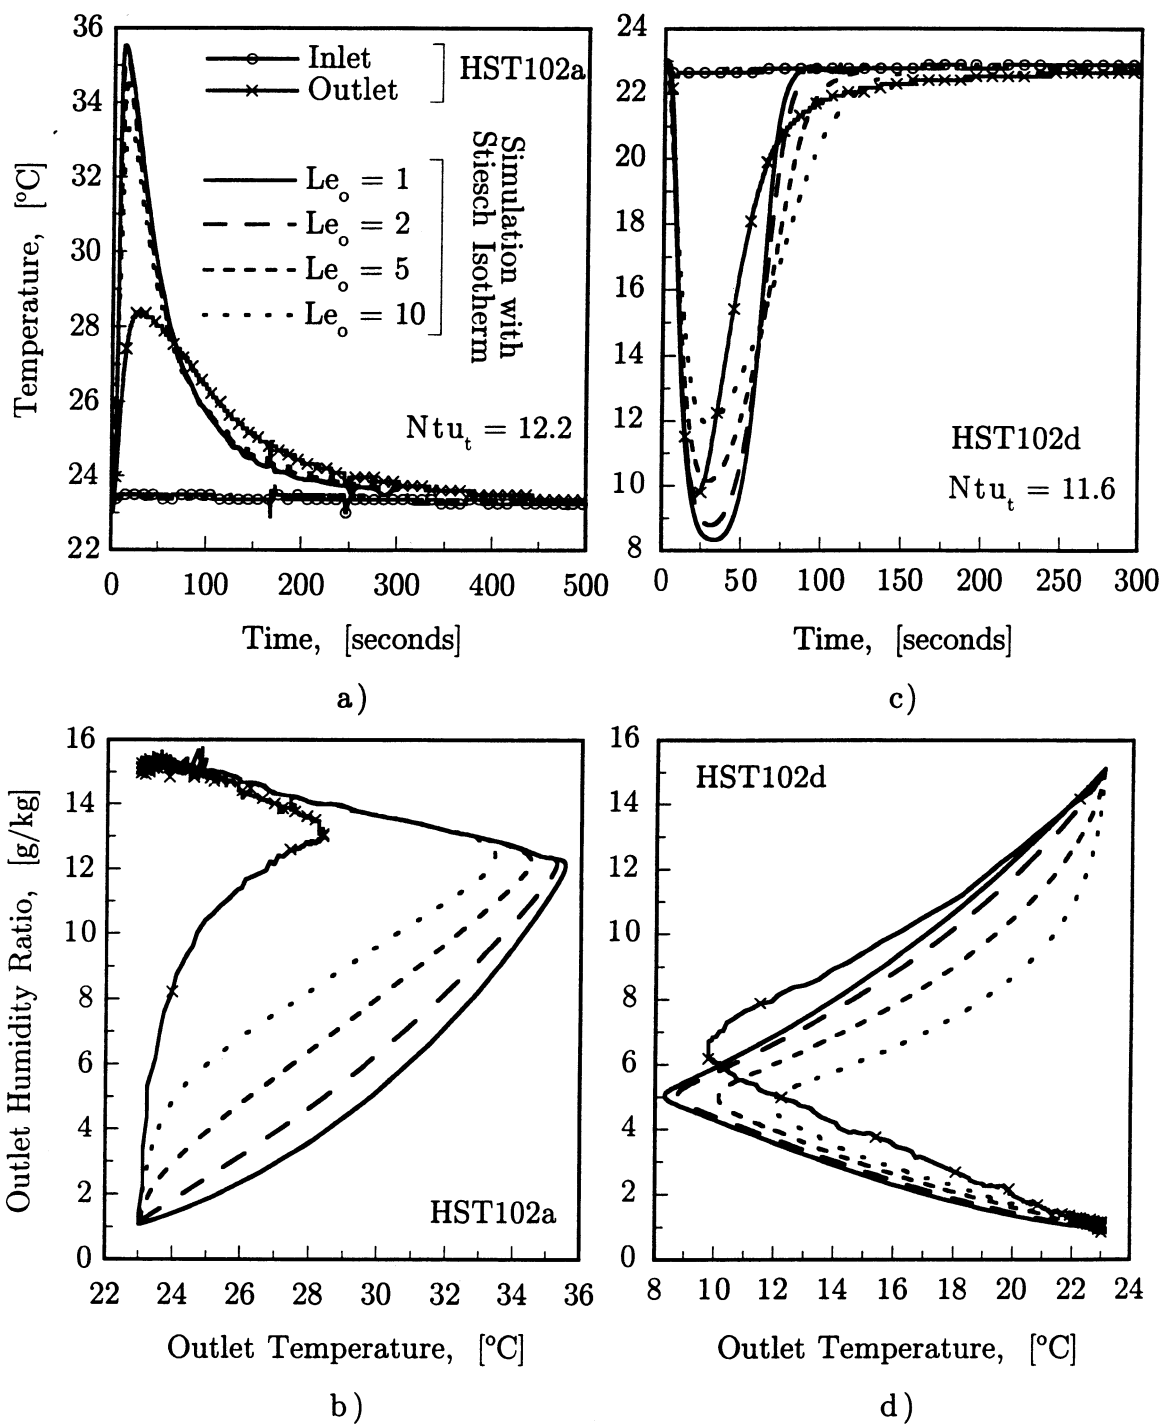 36
34
32
30
28
26
24
22
Temperature, [°C]
Inlet
Outlet
HST102a
Le_o = 1
Le_o = 2
Le_o = 5
Le_o = 10
Simulation with
Stiesch Isotherm
Ntu_t = 12.2
0 100 200 300 400 500
Time, [seconds]
a)
24
22
20
18
16
14
12
10
8
HST102d
Ntu_t = 11.6
0 50 100 150 200 250 300
Time, [seconds]
c)
16
14
12
10
8
6
4
2
0
Outlet Humidity Ratio, [g/kg]
HST102a
22 24 26 28 30 32 34 36
Outlet Temperature, [°C]
b)
16
14
12
10
8
6
4
2
0
HST102d
8 10 12 14 16 18 20 22 24
Outlet Temperature, [°C]
d)